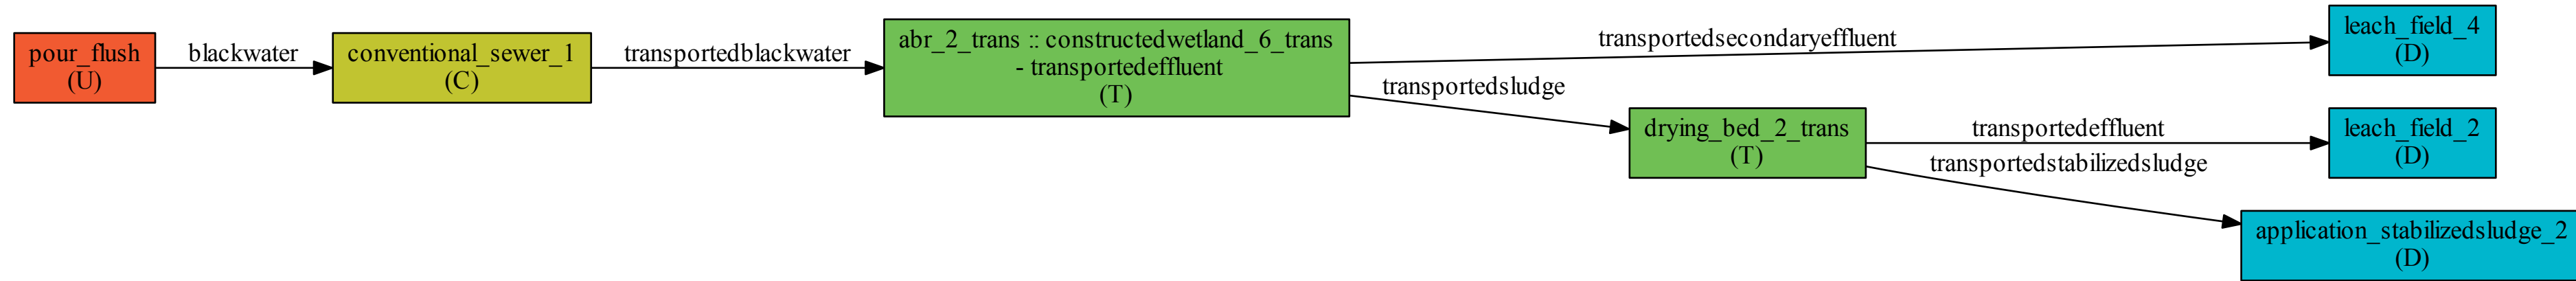 pour_flush
(U)
blackwater
conventional_sewer_1
(C)
transportedblackwater
abr_2_trans :: constructedwetland_6_trans
- transportedeffluent
(T)
transportedsecondaryeffluent
leach_field_4
(D)
transportedsludge
drying_bed_2_trans
(T)
transportedeffluent
leach_field_2
(D)
transportedstabilizedsludge
application_stabilizedsludge_2
(D)